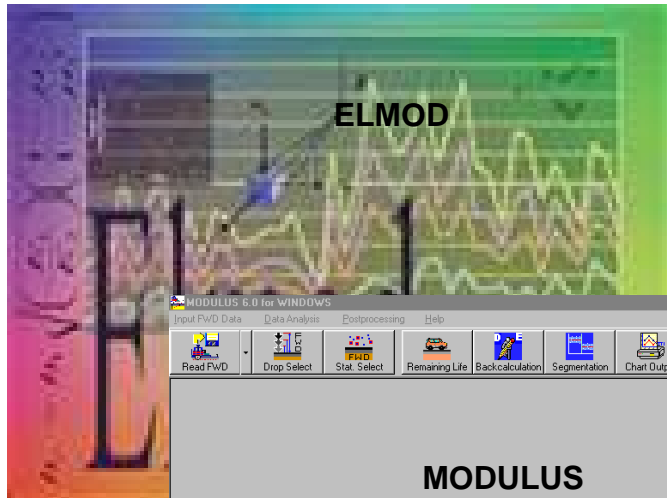 ELMOD
MODULUS 6.0 for WINDOWS
Input FWD Data Data Analysis Postprocessing Help
FWD
FWD
D E
Read FWD Drop Select Stat. Select Remaining Life Backcalculation Segmentation Chart Outp
MODULUS